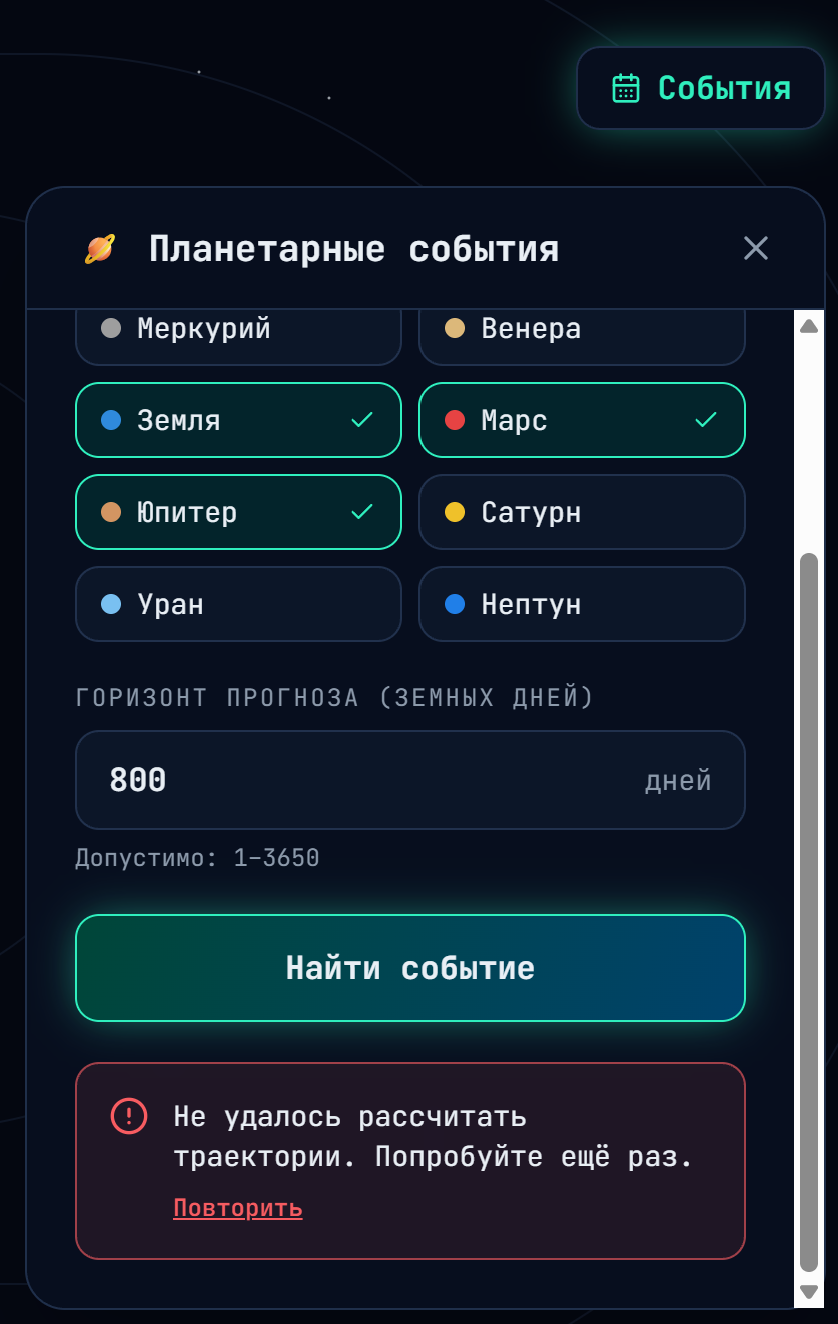 События
Планетарные события
Меркурий
Венера
Земля
Марс
Юпитер
Сатурн
Уран
Нептун
ГОРИЗОНТ ПРОГНОЗА (ЗЕМНЫХ ДНЕЙ)
800 дней
Допустимо: 1–3650
Найти событие
Не удалось рассчитать
траектории. Попробуйте ещё раз.
Повторить